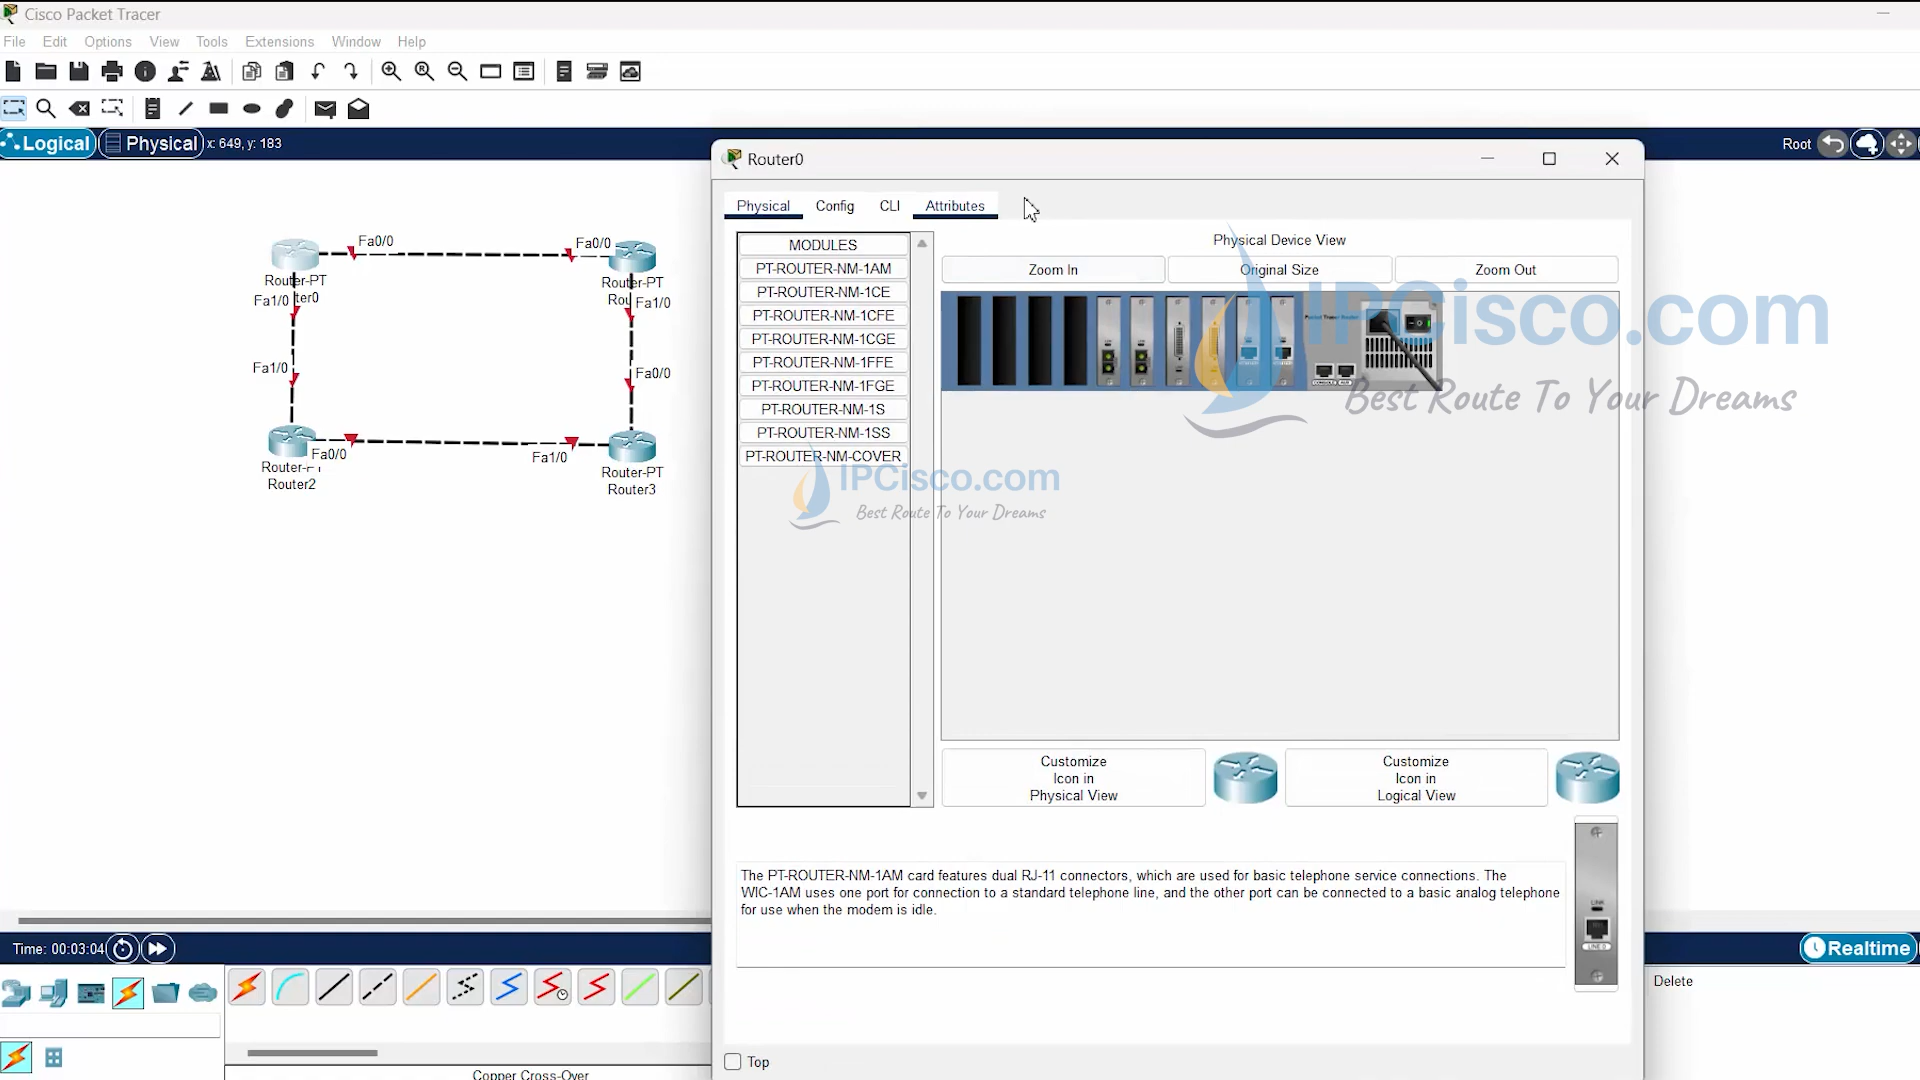 Cisco Packet Tracer
File Edit Options View Tools Extensions Window Help
Logical Physical x: 649, y: 183
Root
Router0
Physical Config CLI Attributes
MODULES
PT-ROUTER-NM-1AM
PT-ROUTER-NM-1CE
PT-ROUTER-NM-1CFE
PT-ROUTER-NM-1CGE
PT-ROUTER-NM-1FFE
PT-ROUTER-NM-1FGE
PT-ROUTER-NM-1S
PT-ROUTER-NM-1SS
PT-ROUTER-NM-COVER
Physical Device View
Zoom In Original Size Zoom Out
IPCisco.com
Best Route To Your Dreams
IPCisco.com
Best Route To Your Dreams
Fa0/0 Fa0/0
Router-PT Router-PT
Fa1/0 ter0 Rou Fa1/0
Fa1/0 Fa0/0
Fa0/0 Fa1/0
Router-PT
Router2 Router3
Customize
Icon in
Physical View
Customize
Icon in
Logical View
The PT-ROUTER-NM-1AM card features dual RJ-11 connectors, which are used for basic telephone service connections. The
WIC-1AM uses one port for connection to a standard telephone line, and the other port can be connected to a basic analog telephone
for use when the modem is idle.
LINK
LINE 0
Time: 00:03:04
Realtime
Delete
Top
Copper Cross-Over